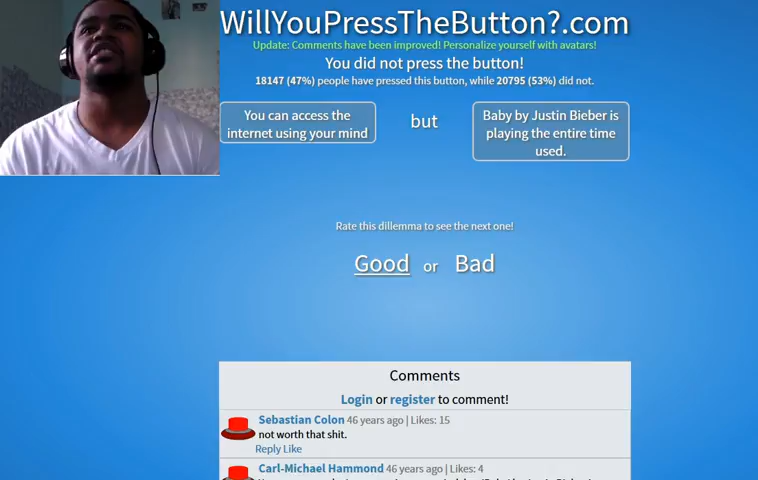 WillYouPressTheButton?.com
Update: Comments have been improved! Personalize yourself with avatars!
You did not press the button!
18147 (47%) people have pressed this button, while 20795 (53%) did not.
You can access the
internet using your mind
but
Baby by Justin Bieber is
playing the entire time
used.
Rate this dillemma to see the next one!
Good or Bad
Comments
Login or register to comment!
Sebastian Colon 46 years ago | Likes: 15
not worth that shit.
Reply Like
Carl-Michael Hammond 46 years ago | Likes: 4